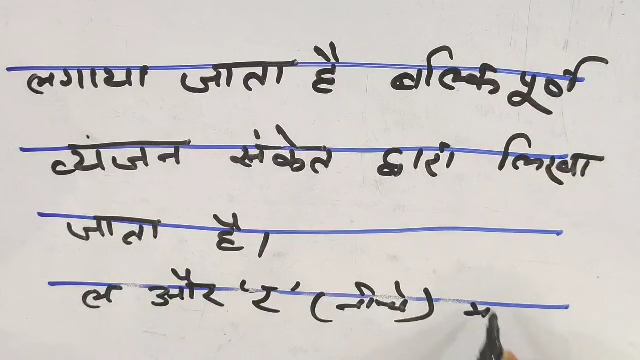 लगाया जाता है बल्कि पूर्ण
व्यंजन संकेत द्वारा लिखा
जाता है।
ल और 'र' (नीचे)